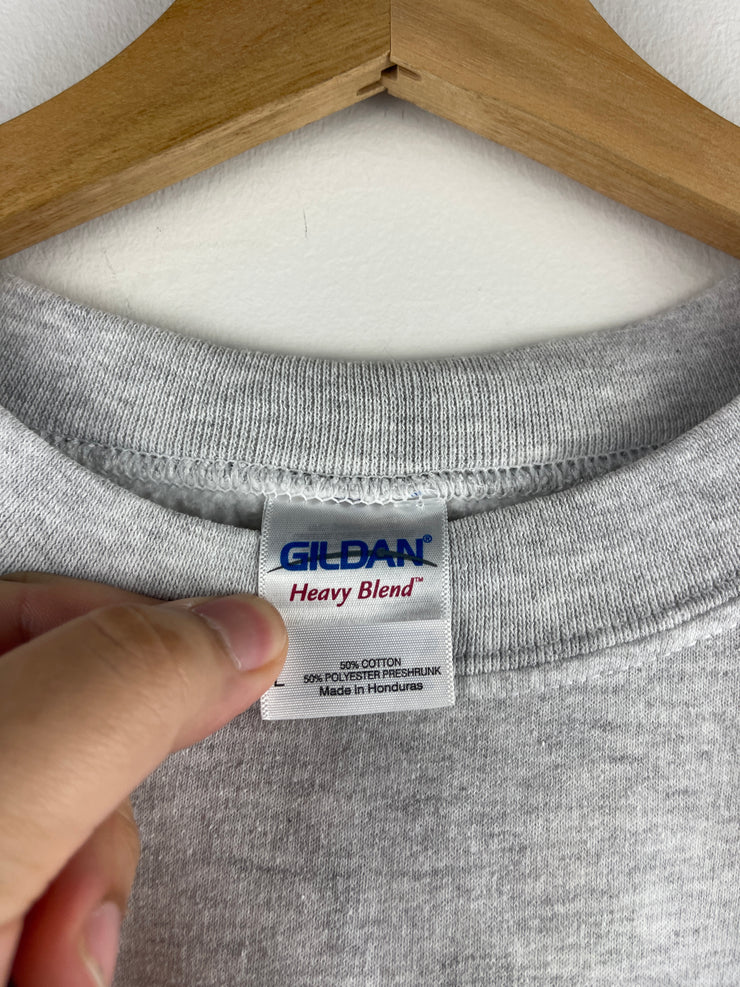 GILDAN®
Heavy Blend™
50% COTTON
50% POLYESTER PRESHRUNK
L
Made in Honduras